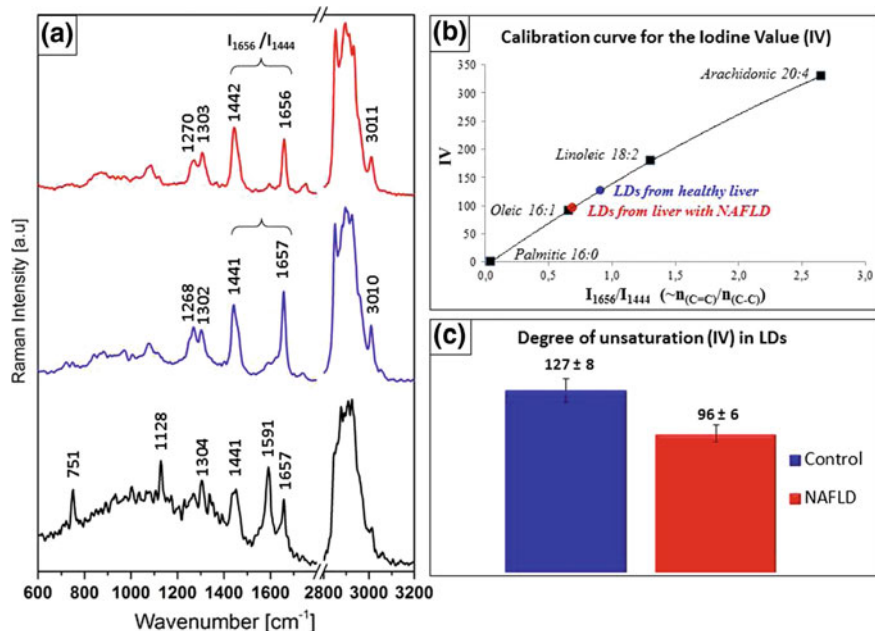 (a)
I1656/I1444
1270
1303
1442
1656
3011
1268
1302
1441
1657
3010
751
1128
1304
1441
1591
1657
Raman Intensity [a.u]
600 800 1000 1200 1400 1600 2800 3000 3200
Wavenumber [cm-1]
(b)
Calibration curve for the Iodine Value (IV)
IV
350
300
250
200
150
100
50
0
Arachidonic 20:4
Linoleic 18:2
LDs from healthy liver
Oleic 16:1
LDs from liver with NAFLD
Palmitic 16:0
0,0 0,5 1,0 1,5 2,0 2,5 3,0
I1656/I1444 (~n(C=C)/n(C-C))
(c)
Degree of unsaturation (IV) in LDs
127 ± 8
96 ± 6
Control
NAFLD